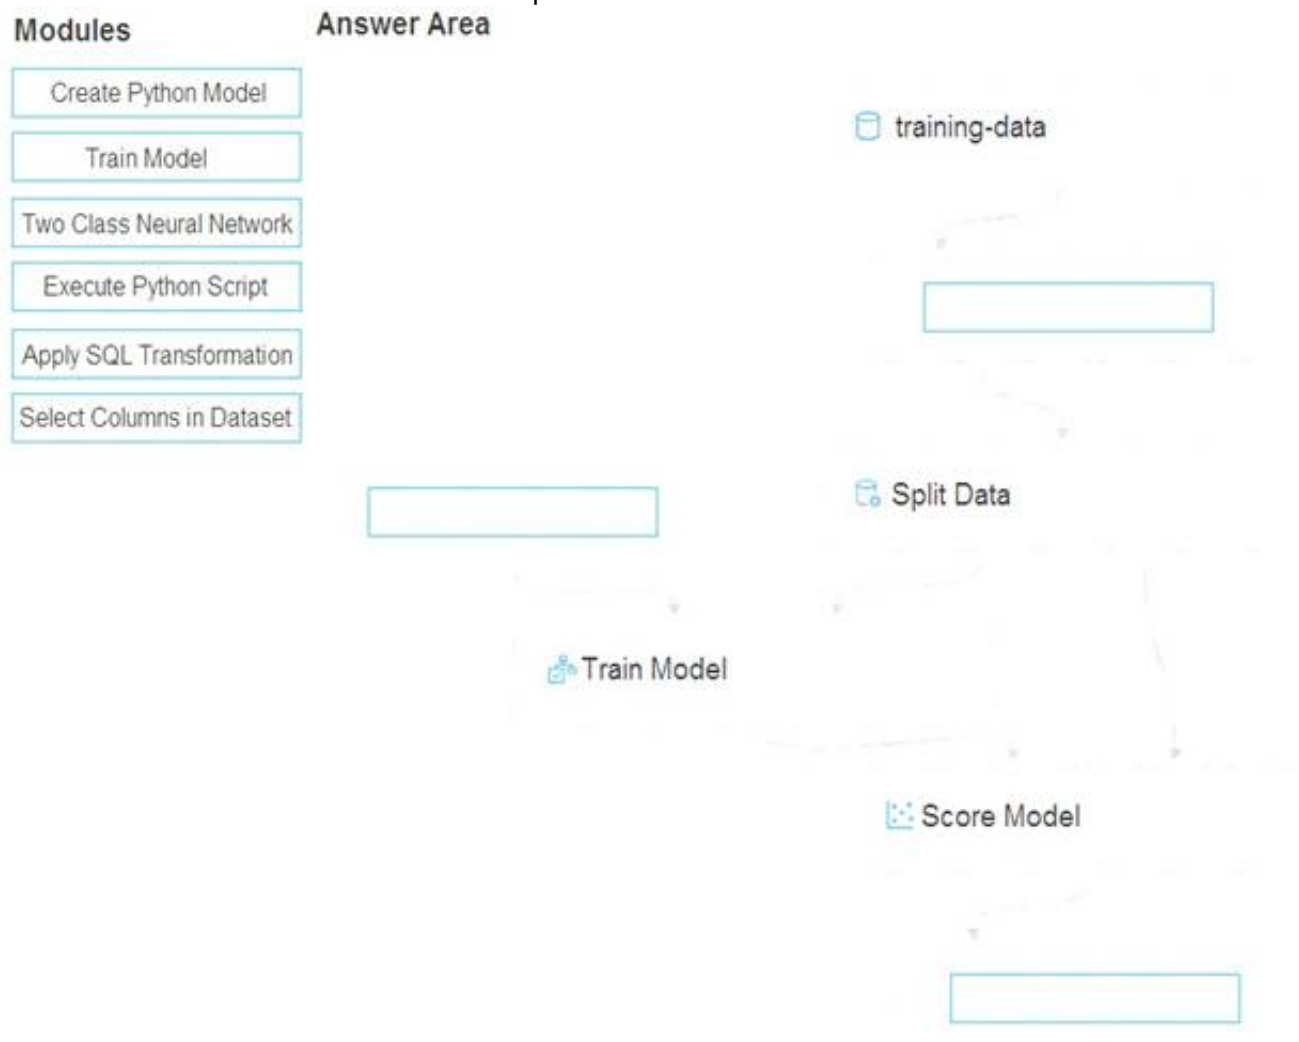 Modules
Answer Area
Create Python Model
Train Model
Two Class Neural Network
Execute Python Script
Apply SQL Transformation
Select Columns in Dataset
training-data
Split Data
Train Model
Score Model